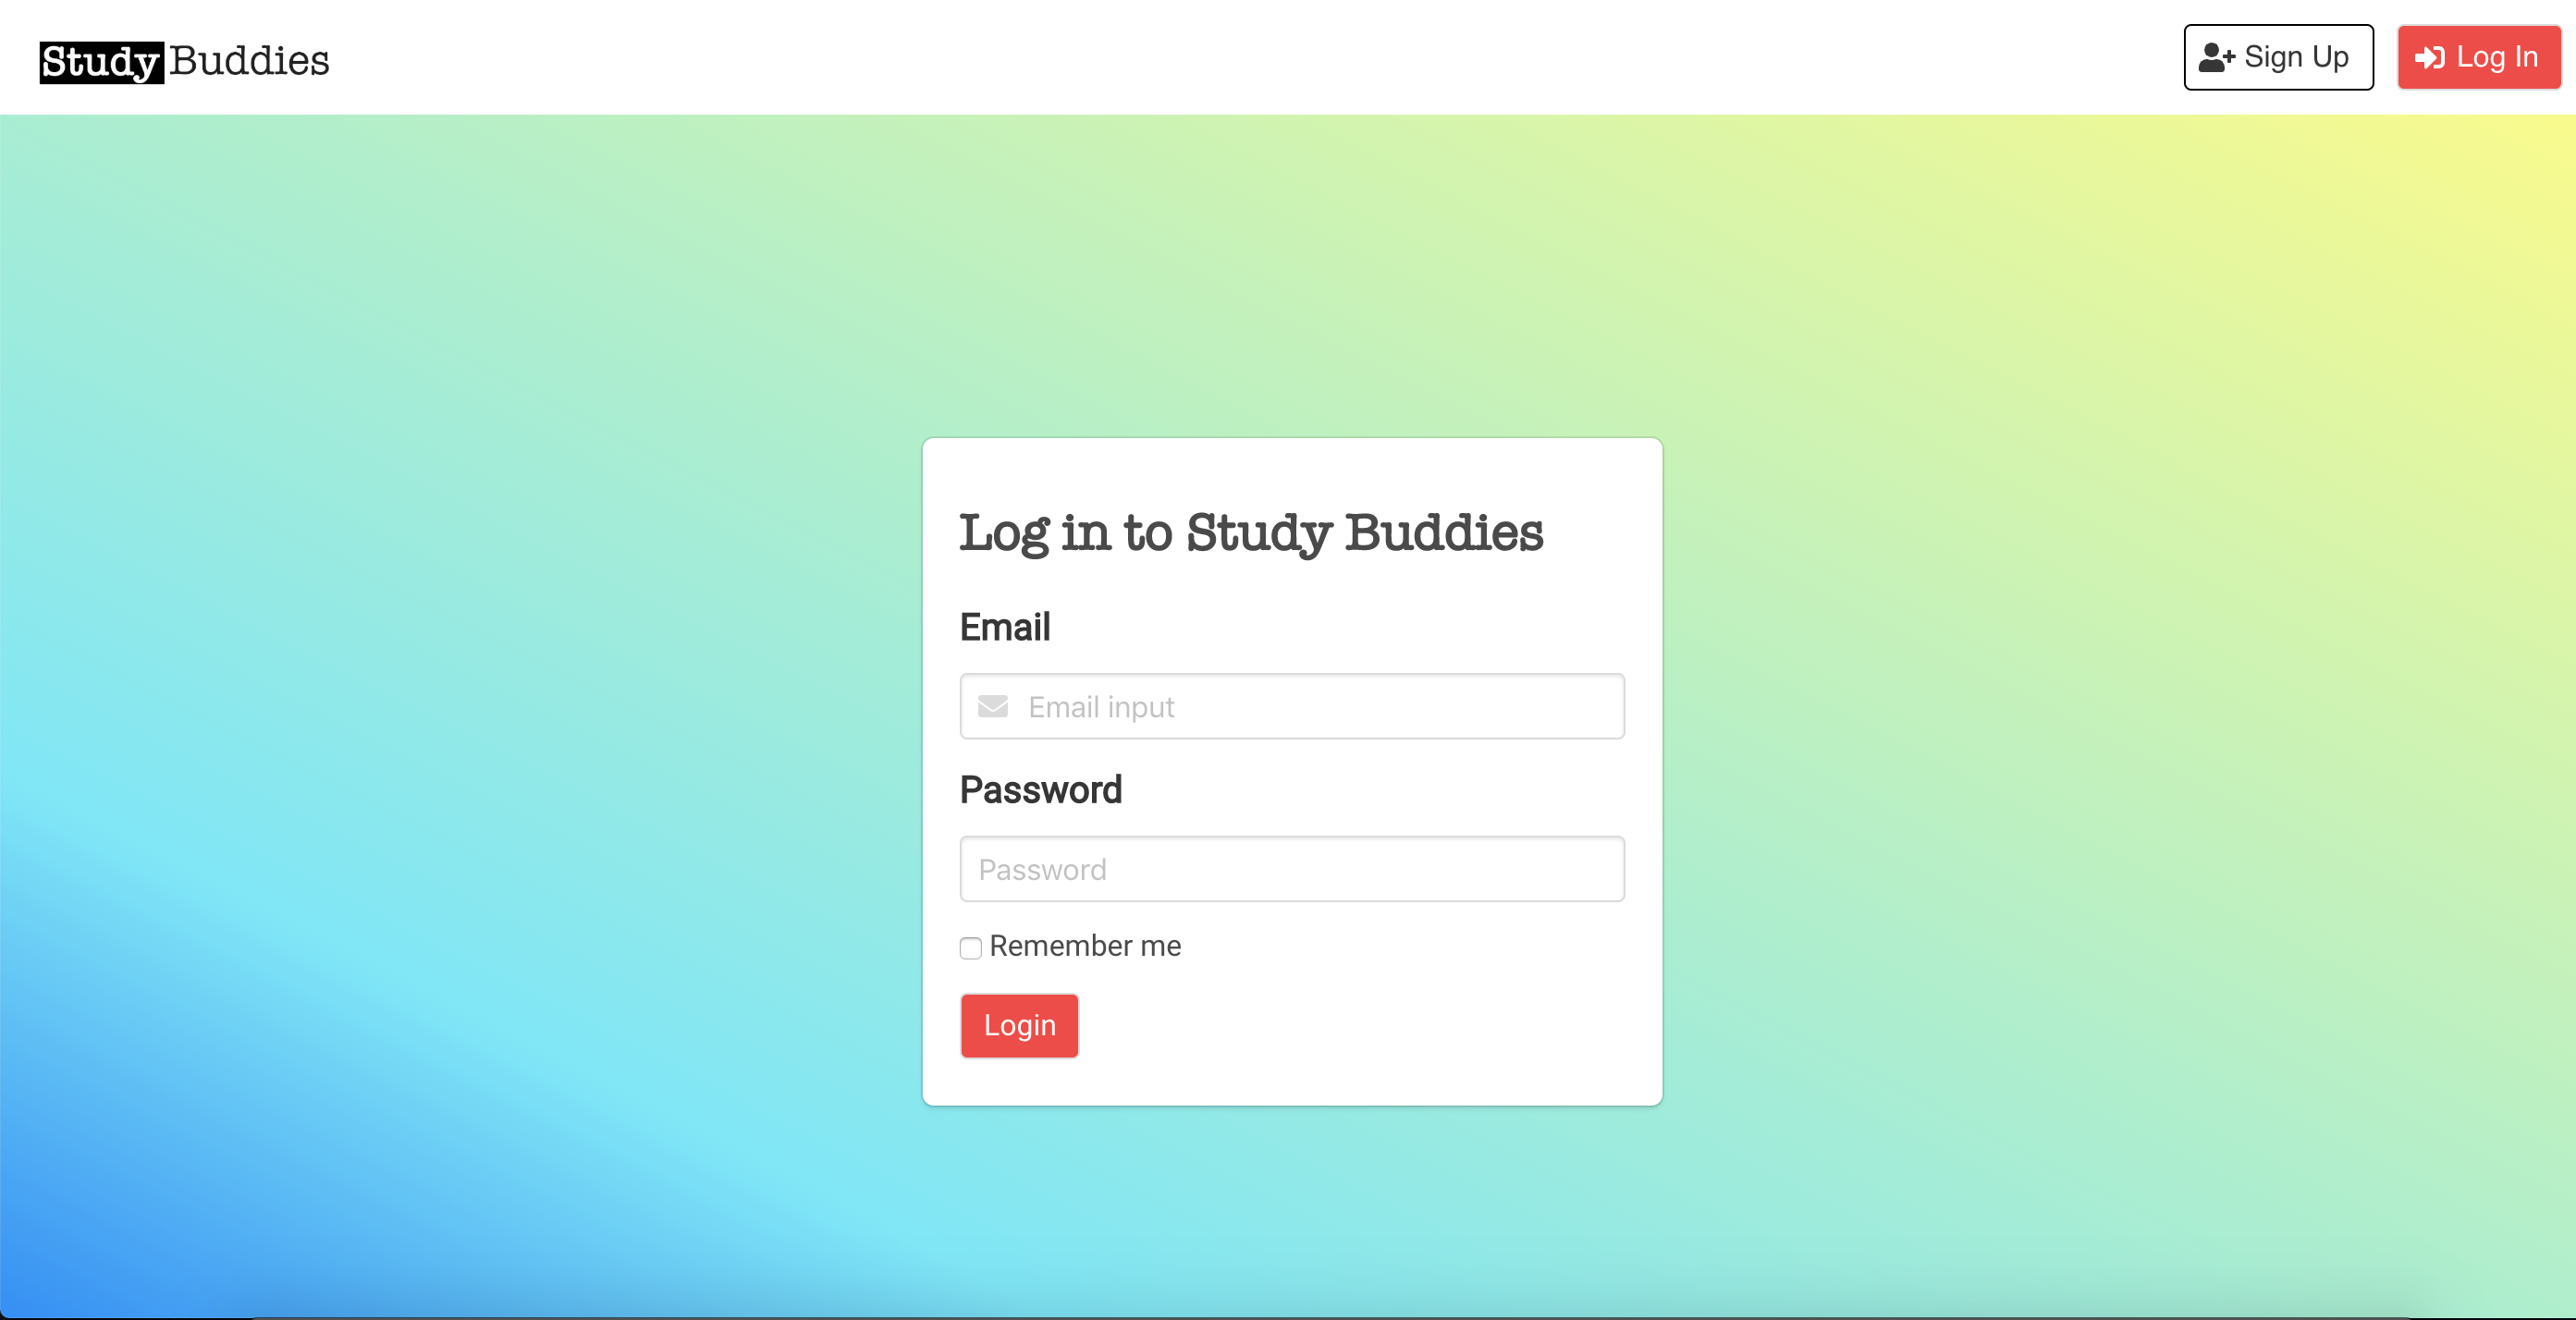 Study Buddies
Sign Up
Log In
Log in to Study Buddies
Email
Email input
Password
Password
Remember me
Login